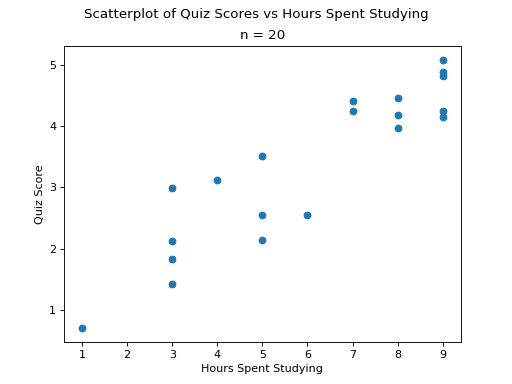 Scatterplot of Quiz Scores vs Hours Spent Studying
n = 20
5
4
3
2
1
Quiz Score
1 2 3 4 5 6 7 8 9
Hours Spent Studying